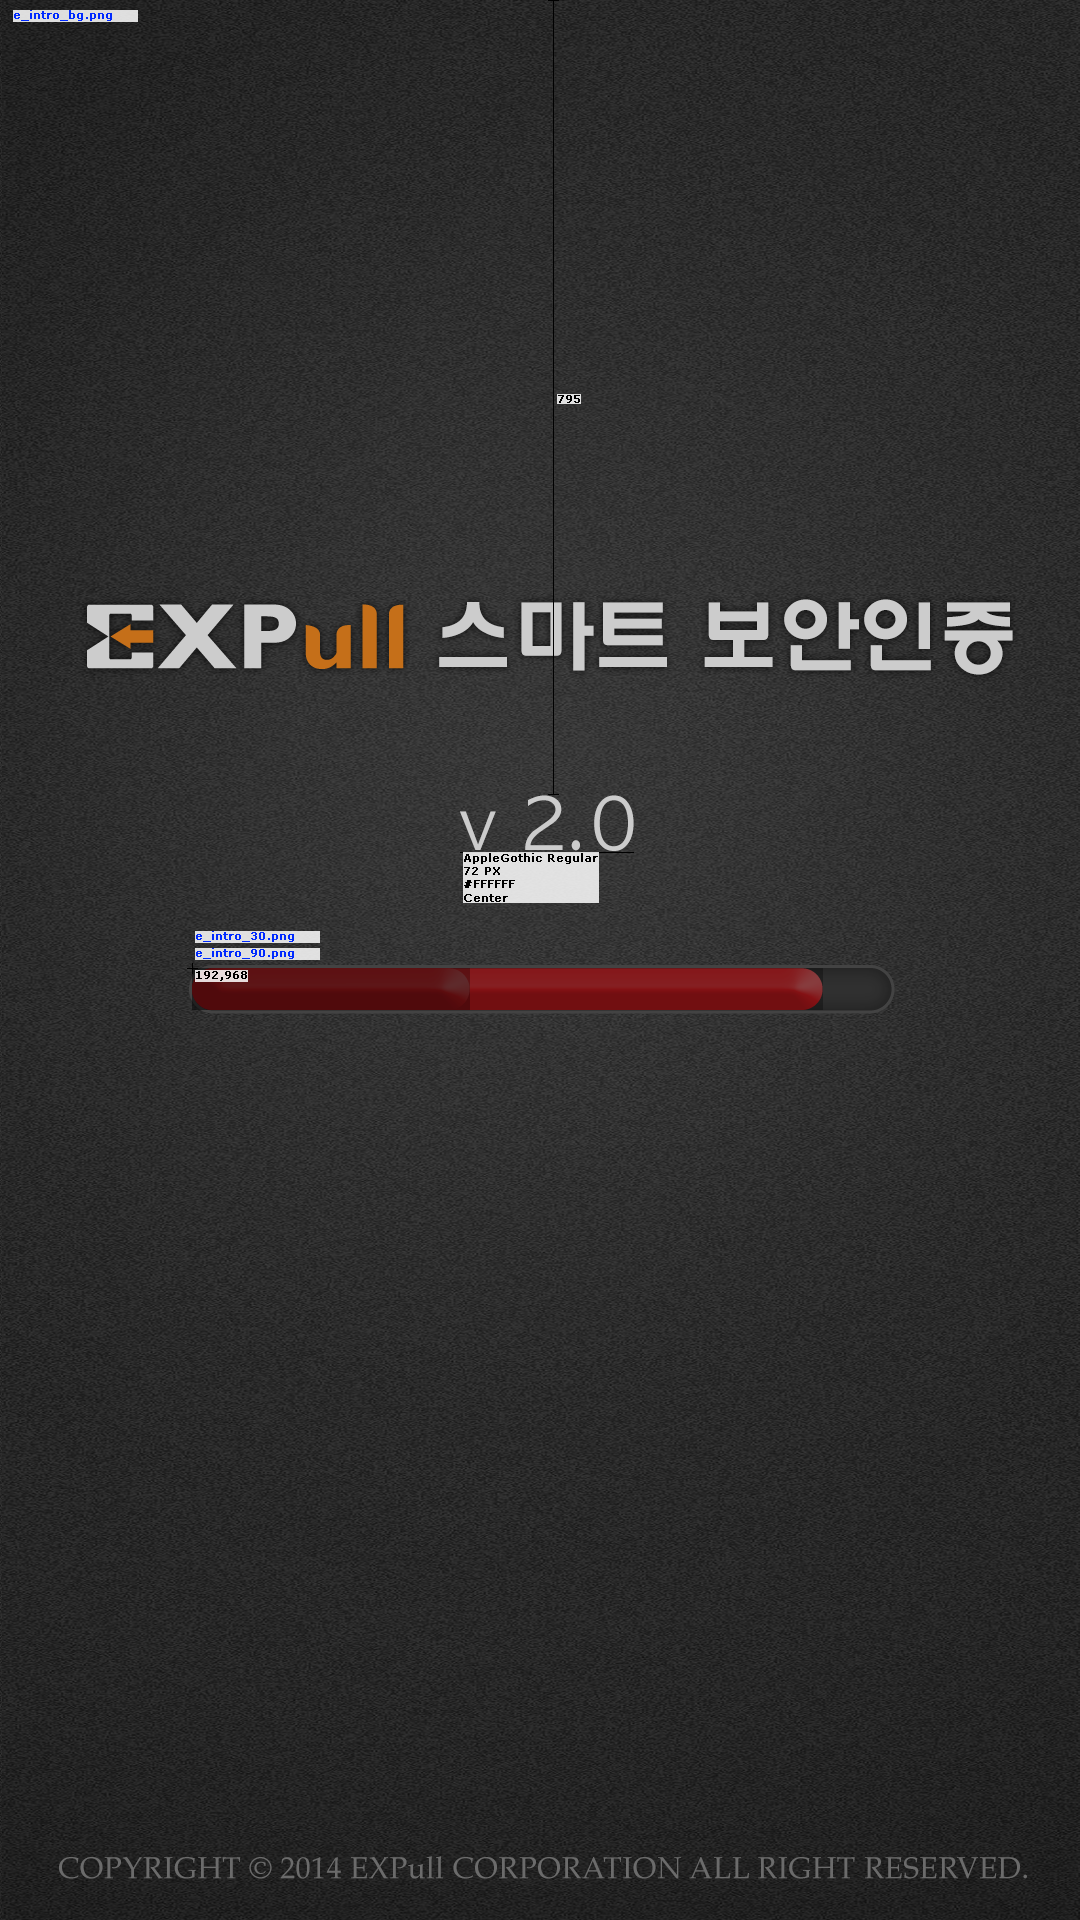 e_intro_bg.png
795
EXPull 스마트 보안인증
v 2.0
AppleGothic Regular
72 PX
#FFFFFF
Center
e_intro_30.png
e_intro_90.png
192,968
COPYRIGHT © 2014 EXPull CORPORATION ALL RIGHT RESERVED.